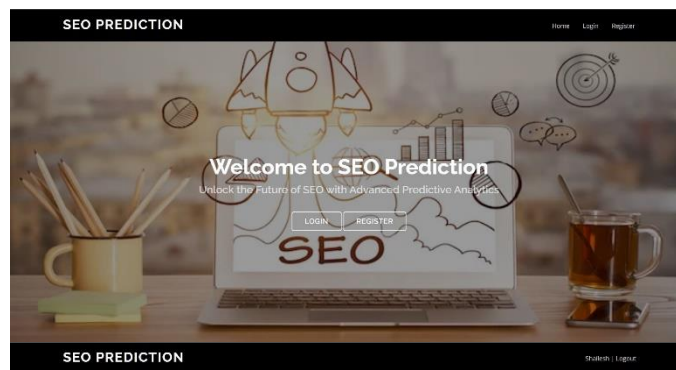 SEO PREDICTION
Home Login Register
Welcome to SEO Prediction
Unlock the Future of SEO with Advanced Predictive Analytics
LOGIN REGISTER
SEO
SEO PREDICTION
Shailesh | Logout